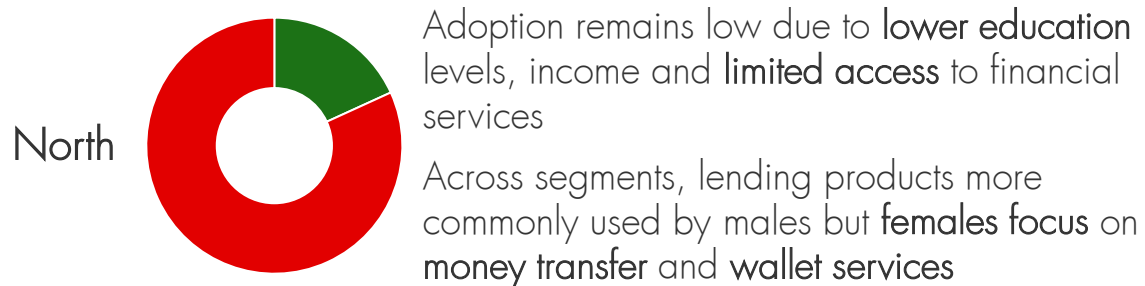 North
Adoption remains low due to lower education
levels, income and limited access to financial
services
Across segments, lending products more
commonly used by males but females focus on
money transfer and wallet services